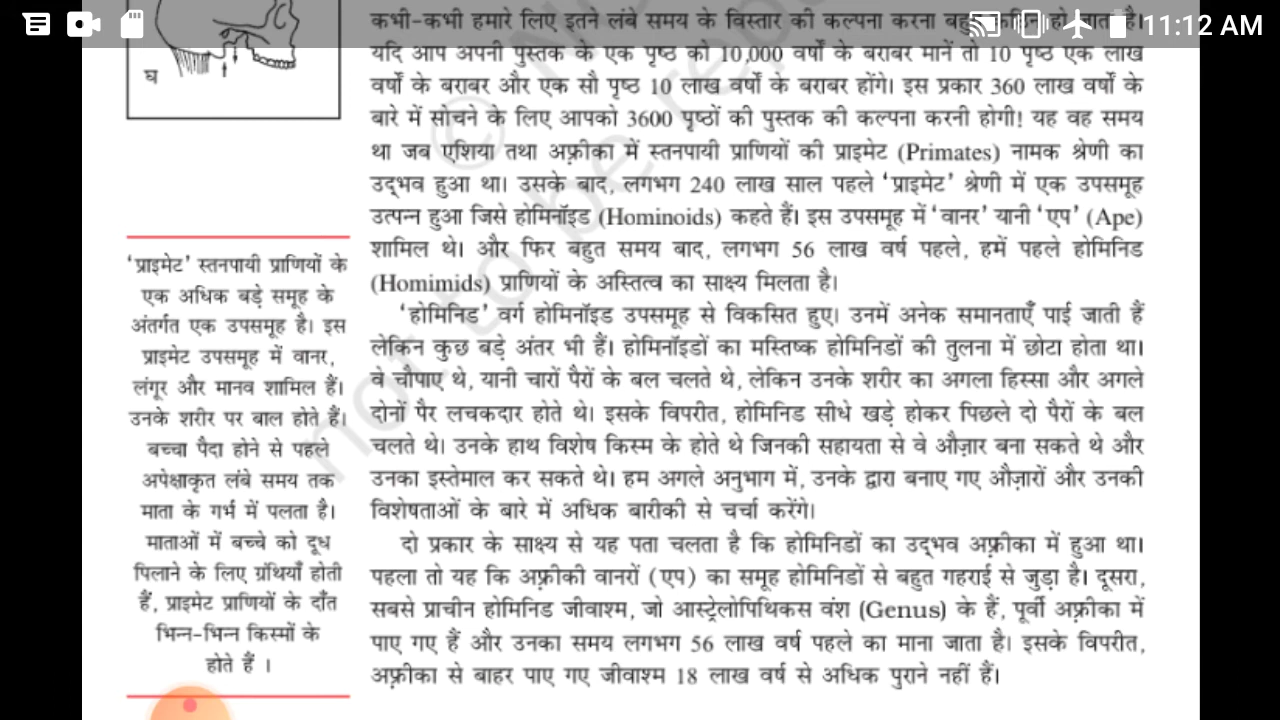 11:12 AM
घ
कभी-कभी हमारे लिए इतने लंबे समय के विस्तार की कल्पना करना
यदि आप अपनी पुस्तक के एक पृष्ठ को 10,000 वर्षों के बराबर मानें तो 10 पृष्ठ एक लाख
वर्षों के बराबर और एक सौ पृष्ठ 10 लाख वर्षों के बराबर होंगे। इस प्रकार 360 लाख वर्षों के
बारे में सोचने के लिए आपको 3600 पृष्ठों की पुस्तक की कल्पना करनी होगी! यह वह समय
था जब एशिया तथा अफ़्रीका में स्तनपायी प्राणियों की प्राइमेट (Primates) नामक श्रेणी का
उद्‌भव हुआ था। उसके बाद, लगभग 240 लाख साल पहले ‘प्राइमेट’ श्रेणी में एक उपसमूह
उत्पन्न हुआ जिसे होमिनॉइड (Hominoids) कहते हैं। इस उपसमूह में ‘वानर’ यानी ‘एप’ (Ape)
शामिल थे। और फिर बहुत समय बाद, लगभग 56 लाख वर्ष पहले, हमें पहले होमिनिड
(Homimids) प्राणियों के अस्तित्व का साक्ष्य मिलता है।
‘होमिनिड’ वर्ग होमिनॉइड उपसमूह से विकसित हुए। उनमें अनेक समानताएँ पाई जाती हैं
लेकिन कुछ बड़े अंतर भी हैं। होमिनॉइडों का मस्तिष्क होमिनिडों की तुलना में छोटा होता था।
वे चौपाए थे, यानी चारों पैरों के बल चलते थे, लेकिन उनके शरीर का अगला हिस्सा और अगले
दोनों पैर लचकदार होते थे। इसके विपरीत, होमिनिड सीधे खड़े होकर पिछले दो पैरों के बल
चलते थे। उनके हाथ विशेष किस्म के होते थे जिनकी सहायता से वे औज़ार बना सकते थे और
उनका इस्तेमाल कर सकते थे। हम अगले अनुभाग में, उनके द्वारा बनाए गए औज़ारों और उनकी
विशेषताओं के बारे में अधिक बारीकी से चर्चा करेंगे।
दो प्रकार के साक्ष्य से यह पता चलता है कि होमिनिडों का उद्‌भव अफ़्रीका में हुआ था।
पहला तो यह कि अफ़्रीकी वानरों (एप) का समूह होमिनिडों से बहुत गहराई से जुड़ा है। दूसरा,
सबसे प्राचीन होमिनिड जीवाश्म, जो आस्ट्रेलोपिथिकस वंश (Genus) के हैं, पूर्वी अफ़्रीका में
पाए गए हैं और उनका समय लगभग 56 लाख वर्ष पहले का माना जाता है। इसके विपरीत,
अफ़्रीका से बाहर पाए गए जीवाश्म 18 लाख वर्ष से अधिक पुराने नहीं हैं।
‘प्राइमेट’ स्तनपायी प्राणियों के
एक अधिक बड़े समूह के
अंतर्गत एक उपसमूह है। इस
प्राइमेट उपसमूह में वानर,
लंगूर और मानव शामिल हैं।
उनके शरीर पर बाल होते हैं।
बच्चा पैदा होने से पहले
अपेक्षाकृत लंबे समय तक
माता के गर्भ में पलता है।
माताओं में बच्चे को दूध
पिलाने के लिए ग्रंथियाँ होती
हैं, प्राइमेट प्राणियों के दाँत
भिन्न-भिन्न किस्मों के
होते हैं ।
not to be